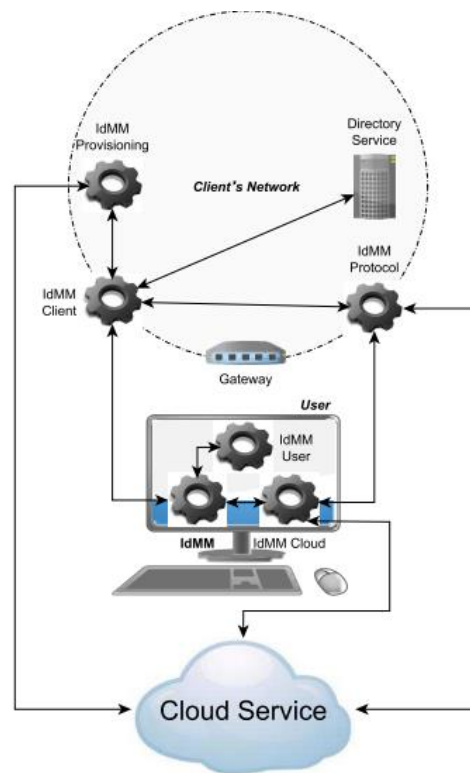 IdMM
Provisioning
Directory
Service
Client's Network
IdMM
Client
IdMM
Protocol
Gateway
User
IdMM
User
IdMM
IdMM Cloud
Cloud Service